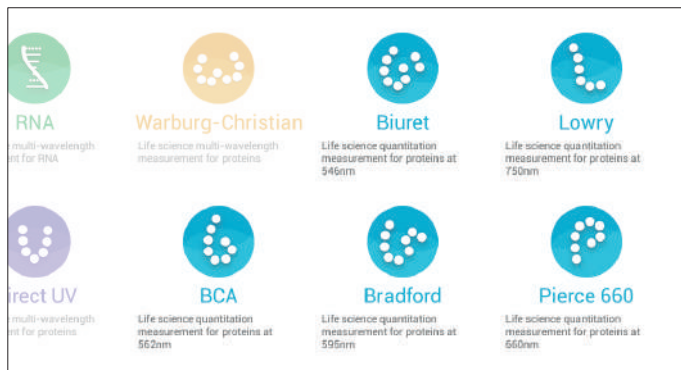 RNA
multi-wavelength
ent for RNA
Warburg-Christian
Life science multi-wavelength
measurement for proteins
Biuret
Life science quantitation
measurement for proteins at
546nm
Lowry
Life science quantitation
measurement for proteins at
750nm
irect UV
multi-wavelength
ent for proteins
BCA
Life science quantitation
measurement for proteins at
562nm
Bradford
Life science quantitation
measurement for proteins at
595nm
Pierce 660
Life science quantitation
measurement for proteins at
660nm